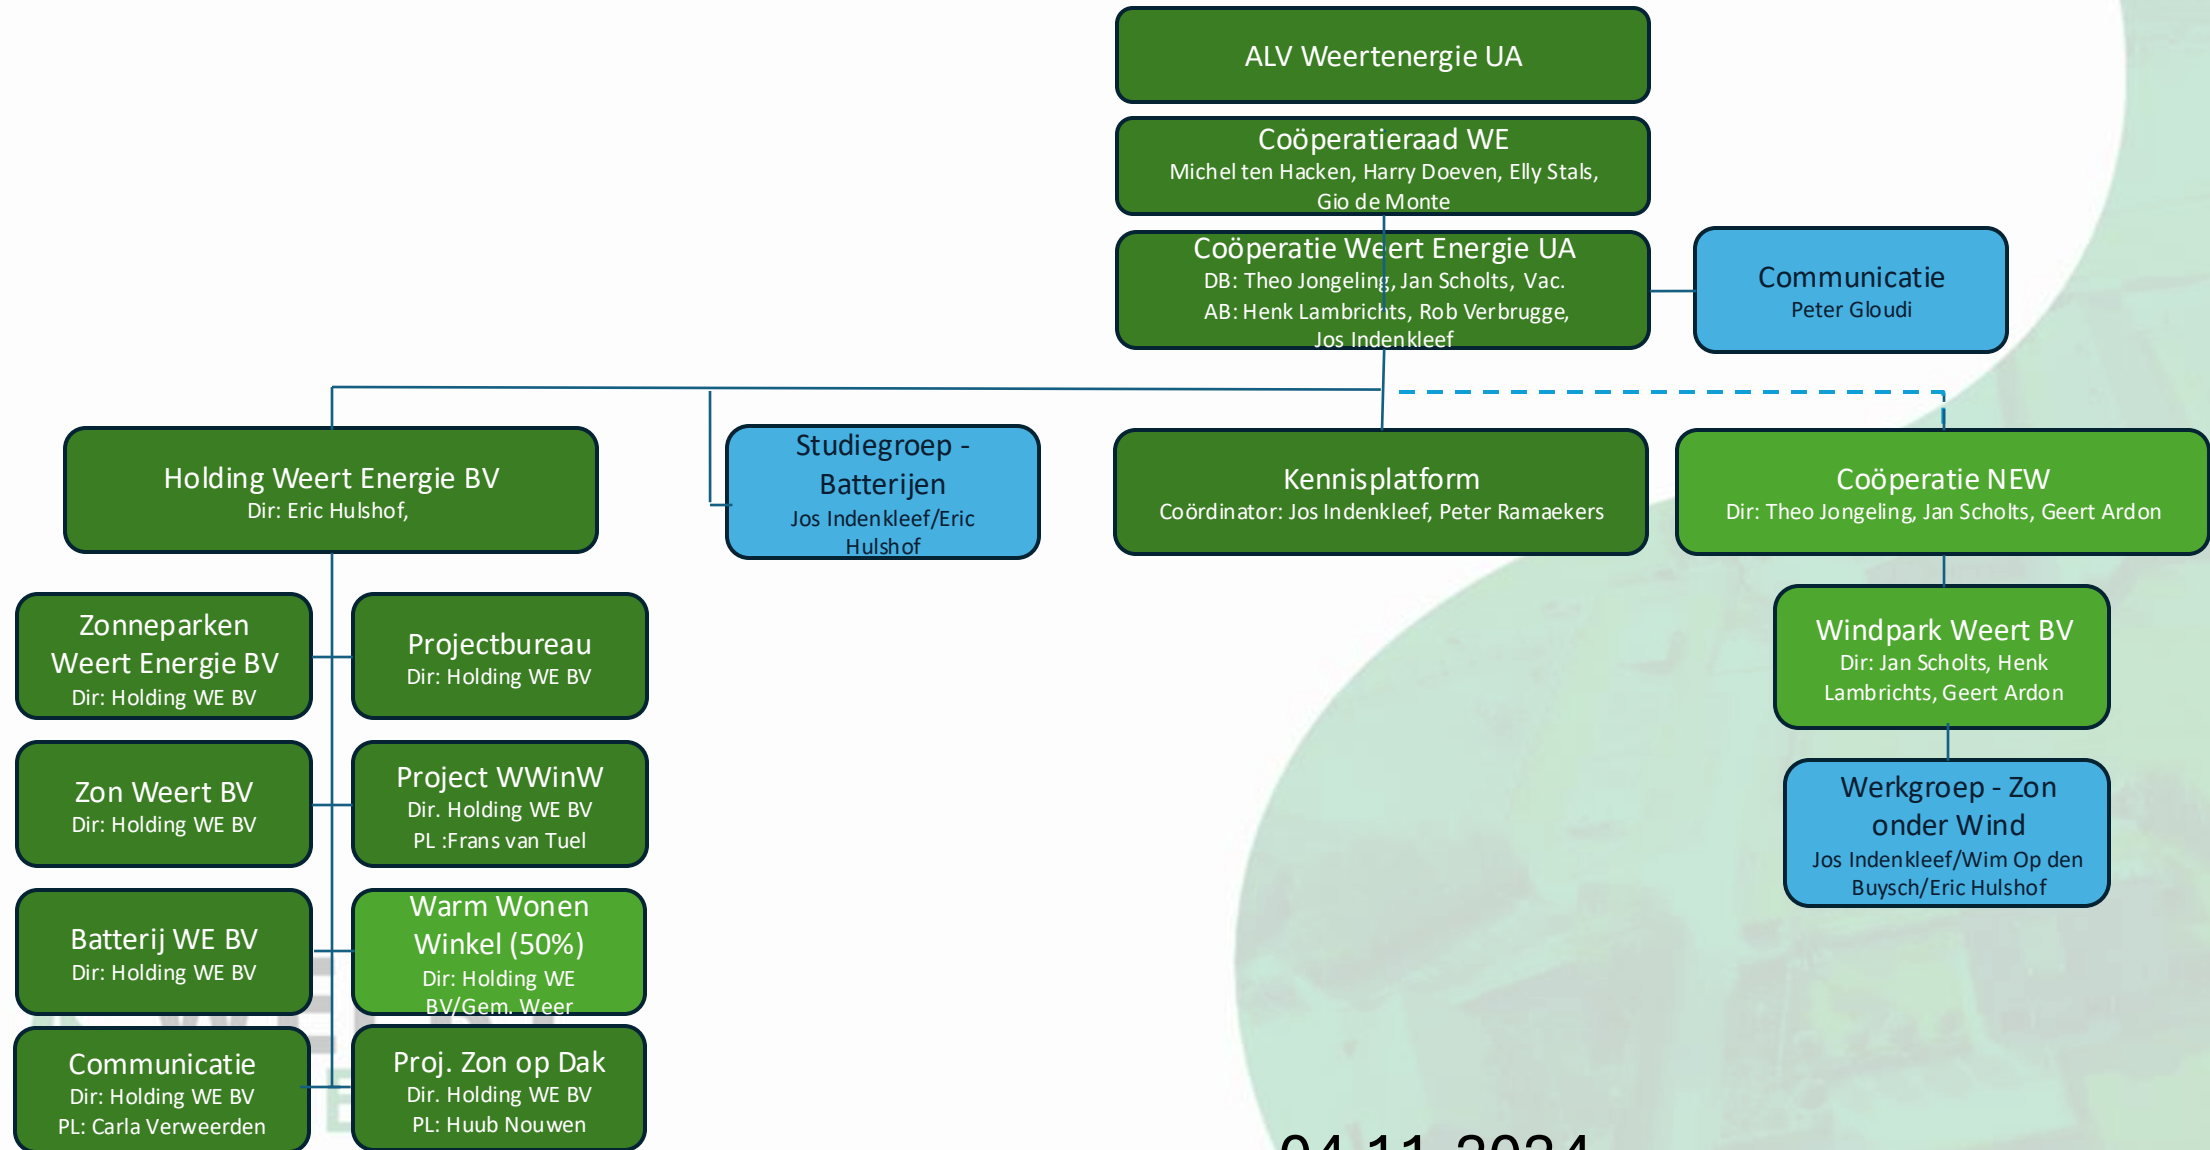 ALV Weertenergie UA
Coöperatieraad WE
Michel ten Hacken, Harry Doeven, Elly Stals,
Gio de Monte
Coöperatie Weert Energie UA
DB: Theo Jongeling, Jan Scholts, Vac.
AB: Henk Lambrichts, Rob Verbrugge,
Jos Indenkleef
Communicatie
Peter Gloudi
Holding Weert Energie BV
Dir: Eric Hulshof,
Studiegroep -
Batterijen
Jos Indenkleef/Eric
Hulshof
Kennisplatform
Coördinator: Jos Indenkleef, Peter Ramaekers
Coöperatie NEW
Dir: Theo Jongeling, Jan Scholts, Geert Ardon
Zonneparken
Weert Energie BV
Dir: Holding WE BV
Projectbureau
Dir: Holding WE BV
Windpark Weert BV
Dir: Jan Scholts, Henk
Lambrichts, Geert Ardon
Zon Weert BV
Dir: Holding WE BV
Project WWinW
Dir. Holding WE BV
PL :Frans van Tuel
Werkgroep - Zon
onder Wind
Jos Indenkleef/Wim Op den
Buysch/Eric Hulshof
Batterij WE BV
Dir: Holding WE BV
Warm Wonen
Winkel (50%)
Dir: Holding WE
BV/Gem. Weer
Communicatie
Dir: Holding WE BV
PL: Carla Verweerden
Proj. Zon op Dak
Dir. Holding WE BV
PL: Huub Nouwen
04-11-2024